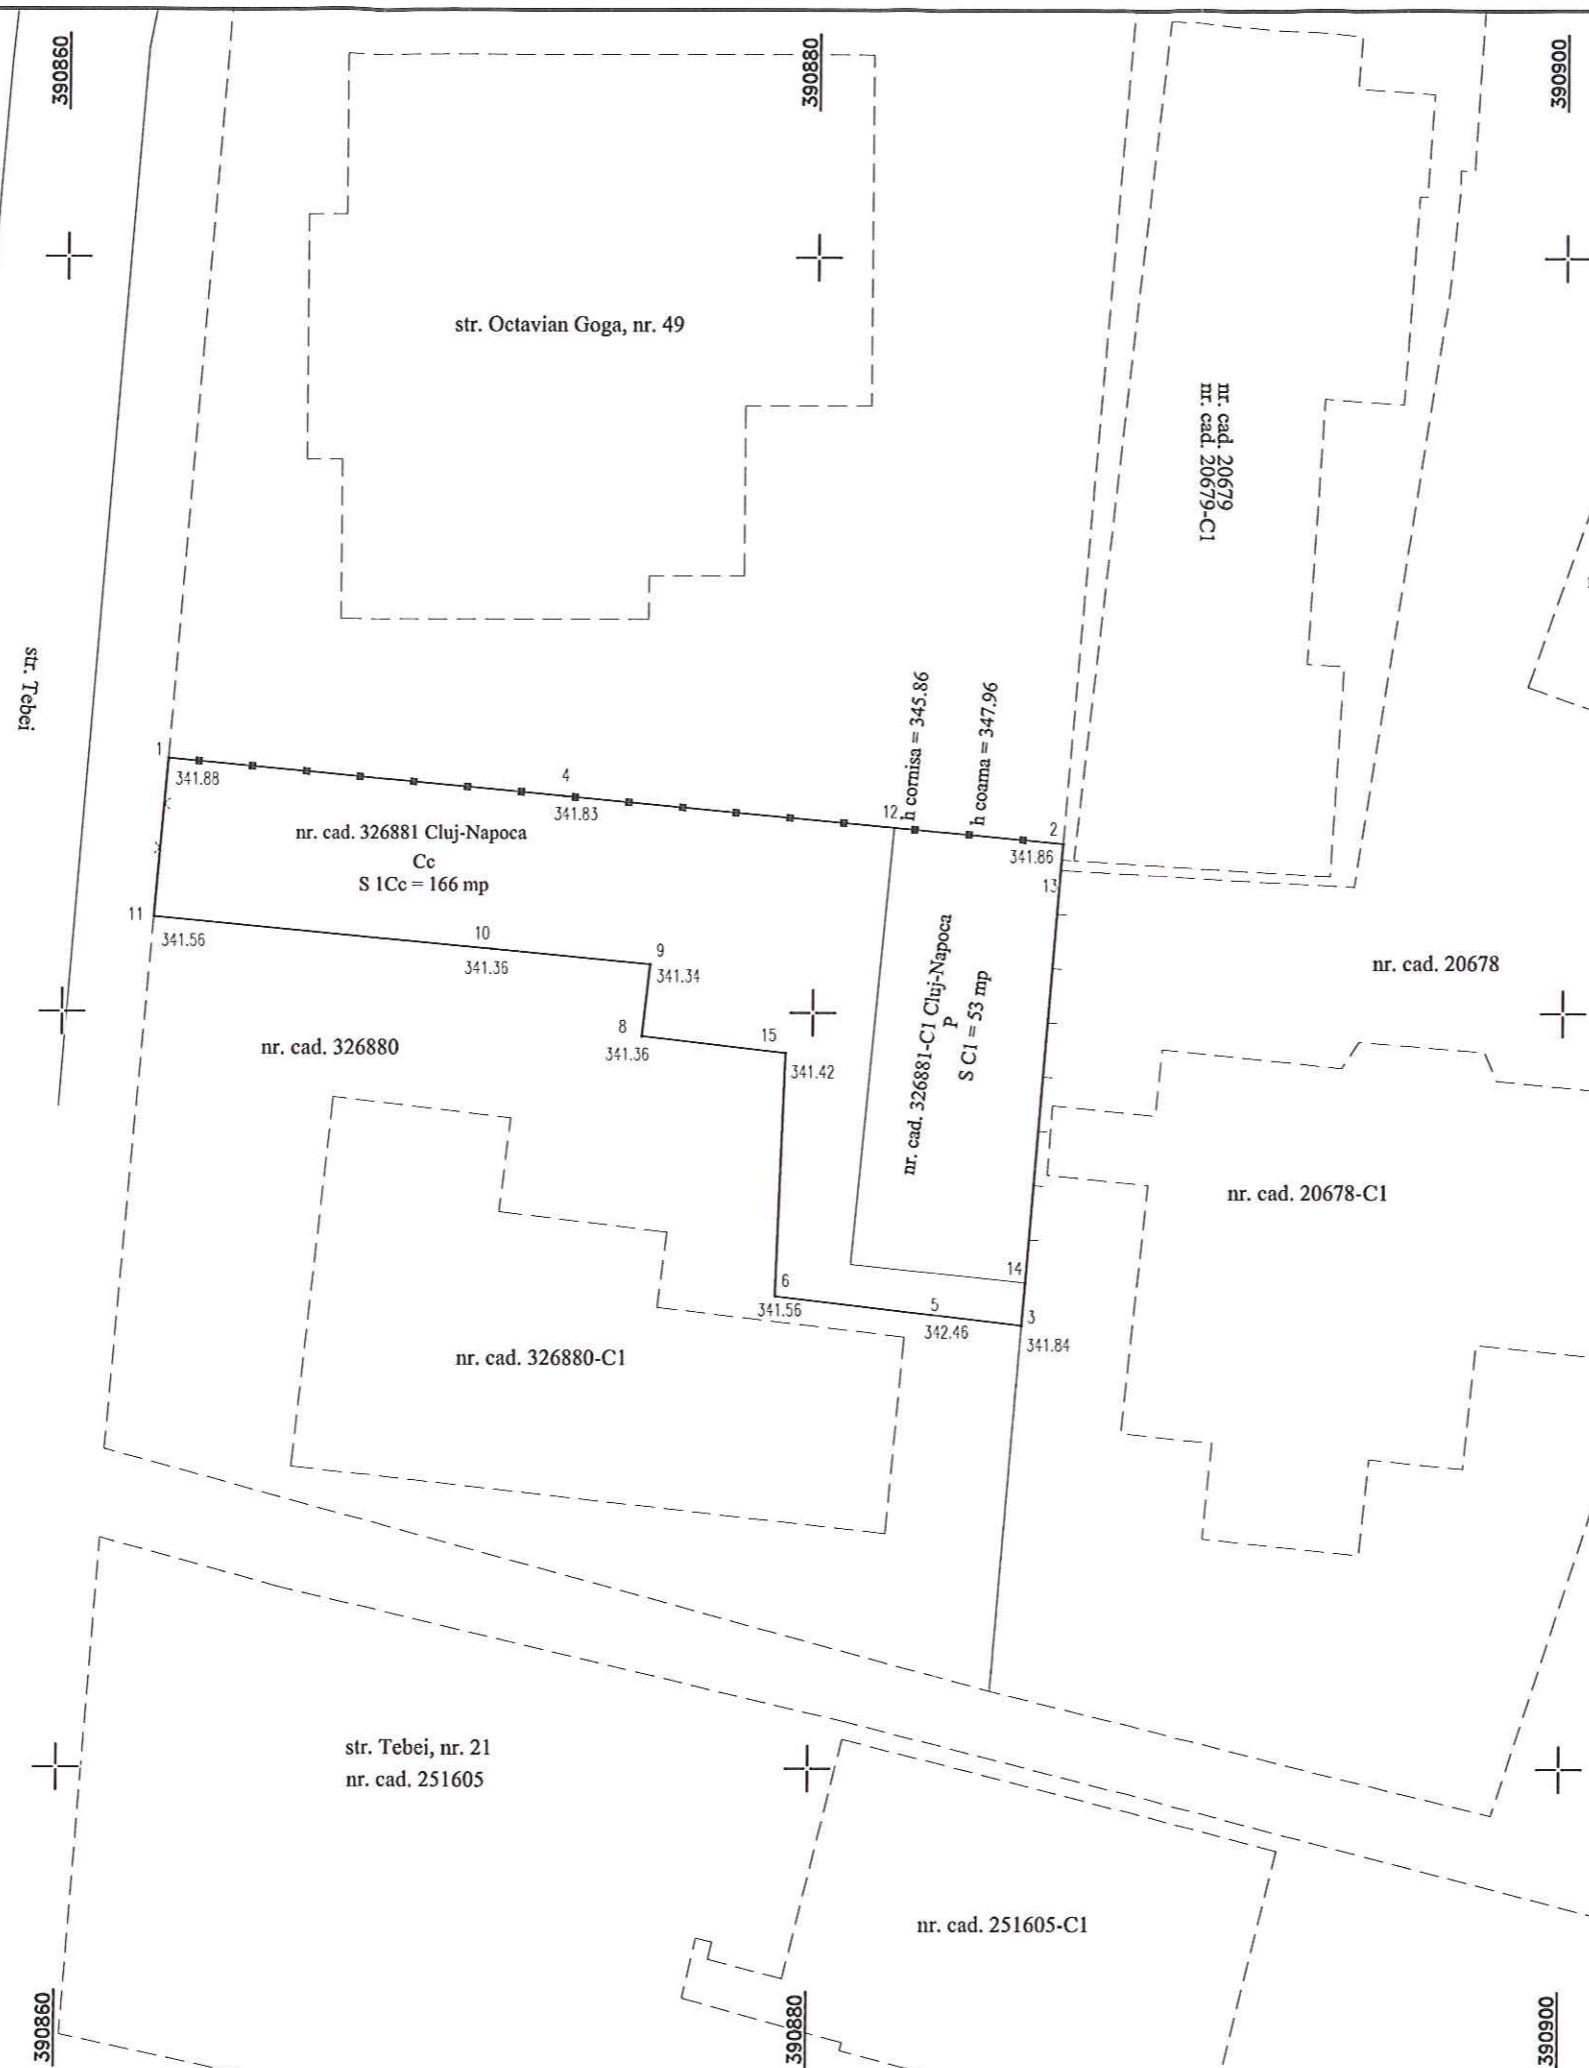 390860
390880
390900
str. Octavian Goga, nr. 49
nr. cad. 20679
nr. cad. 20679-C1
str. Tebei
h cornisa = 345.86
h coama = 347.96
1
341.88
4
341.83
12
2
341.86
13
nr. cad. 326881 Cluj-Napoca
Cc
S 1Cc = 166 mp
11
341.56
10
341.36
9
341.34
nr. cad. 326881-C1 Cluj-Napoca
P
S C1 = 53 mp
nr. cad. 20678
8
341.36
15
341.42
nr. cad. 326880
nr. cad. 20678-C1
14
6
341.56
5
342.46
3
341.84
nr. cad. 326880-C1
str. Tebei, nr. 21
nr. cad. 251605
nr. cad. 251605-C1
390860
390880
390900